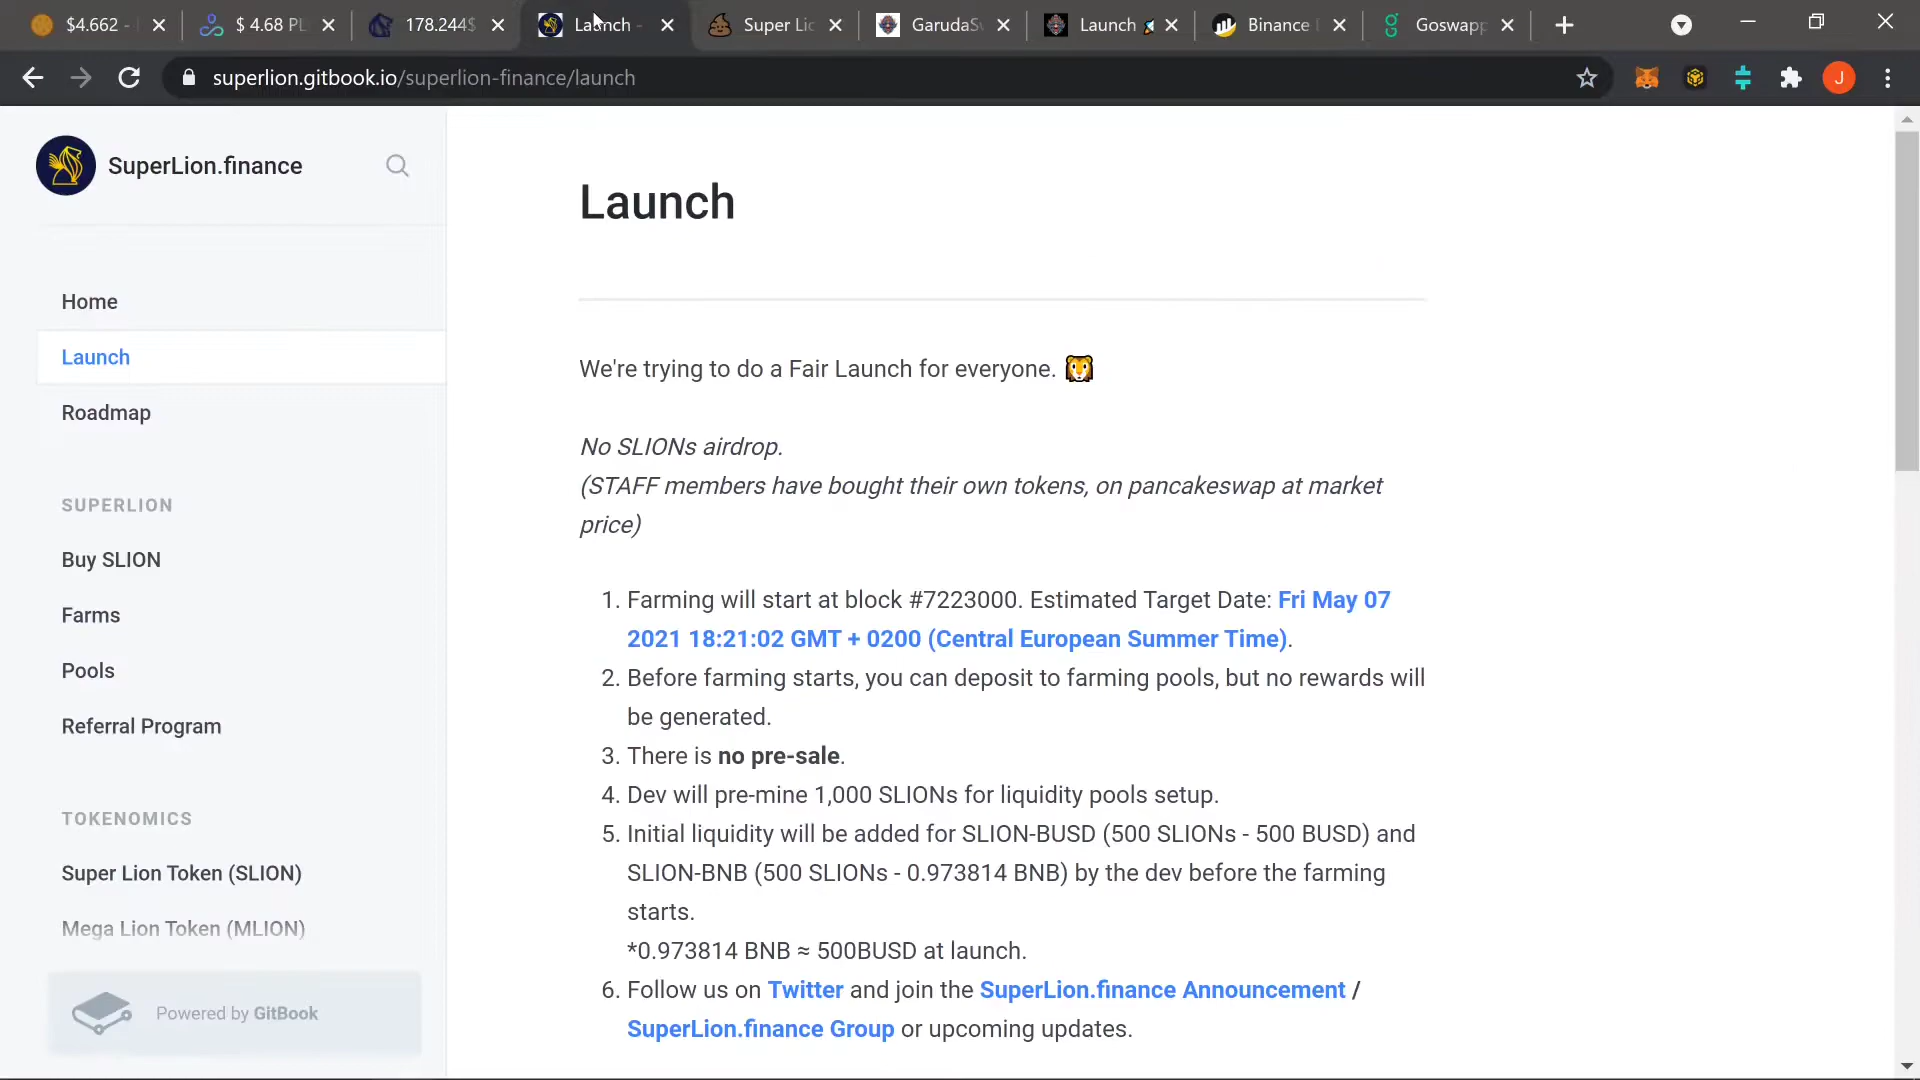 $4.662 -
$ 4.68 PL
178.244$
Launch -
Super Lio
GarudaSw
Launch
Binance
Goswapp
superlion.gitbook.io/superlion-finance/launch
J
SuperLion.finance
Home
Launch
Roadmap
SUPERLION
Buy SLION
Farms
Pools
Referral Program
TOKENOMICS
Super Lion Token (SLION)
Mega Lion Token (MLION)
Powered by GitBook
Launch
We're trying to do a Fair Launch for everyone. 🦁
No SLIONs airdrop.
(STAFF members have bought their own tokens, on pancakeswap at market
price)
1. Farming will start at block #7223000. Estimated Target Date: Fri May 07
2021 18:21:02 GMT + 0200 (Central European Summer Time).
2. Before farming starts, you can deposit to farming pools, but no rewards will
be generated.
3. There is no pre-sale.
4. Dev will pre-mine 1,000 SLIONs for liquidity pools setup.
5. Initial liquidity will be added for SLION-BUSD (500 SLIONs - 500 BUSD) and
SLION-BNB (500 SLIONs - 0.973814 BNB) by the dev before the farming
starts.
*0.973814 BNB ≈ 500BUSD at launch.
6. Follow us on Twitter and join the SuperLion.finance Announcement /
SuperLion.finance Group or upcoming updates.